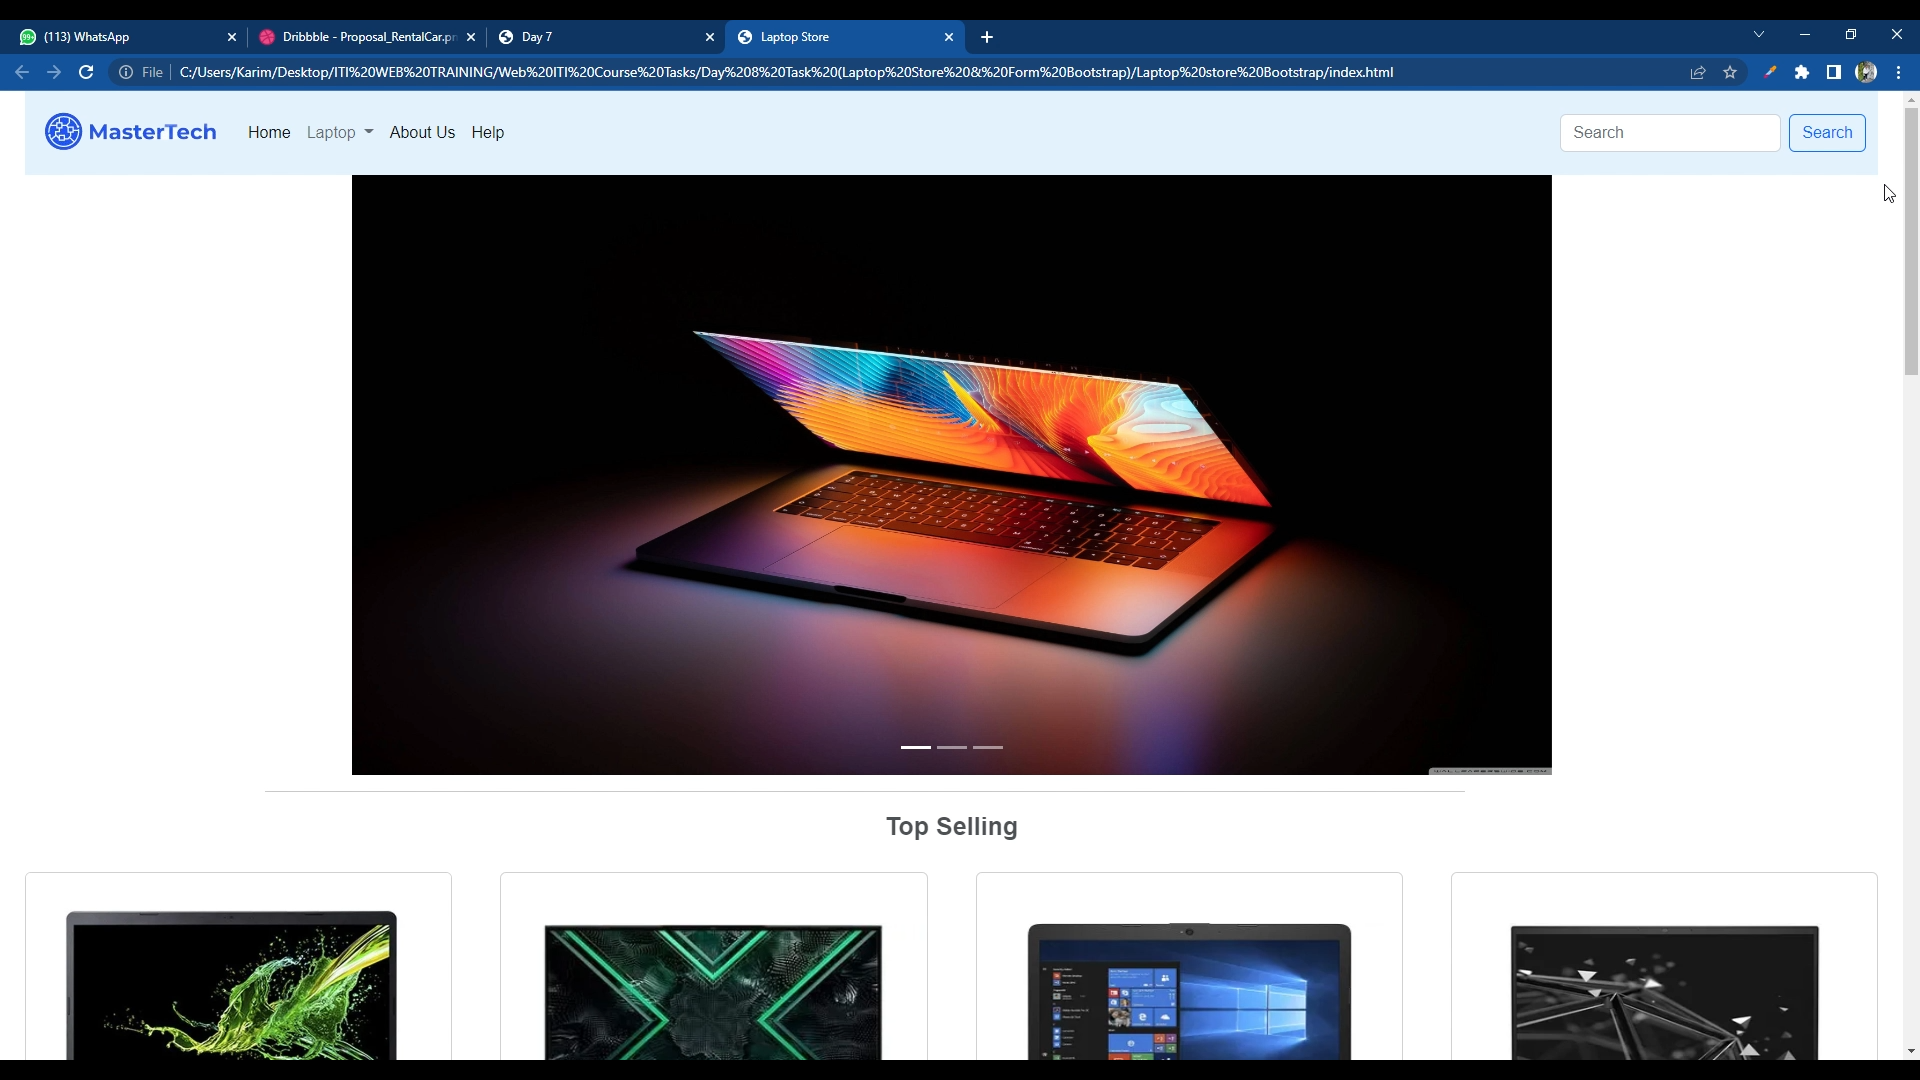 (113) WhatsApp
Dribbble - Proposal_RentalCar.pn
Day 7
Laptop Store
File
C:/Users/Karim/Desktop/ITI%20WEB%20TRAINING/Web%20ITI%20Course%20Tasks/Day%208%20Task%20(Laptop%20Store%20&%20Form%20Bootstrap)/Laptop%20store%20Bootstrap/index.html
MasterTech
Home
Laptop
About Us
Help
Search
Search
Top Selling